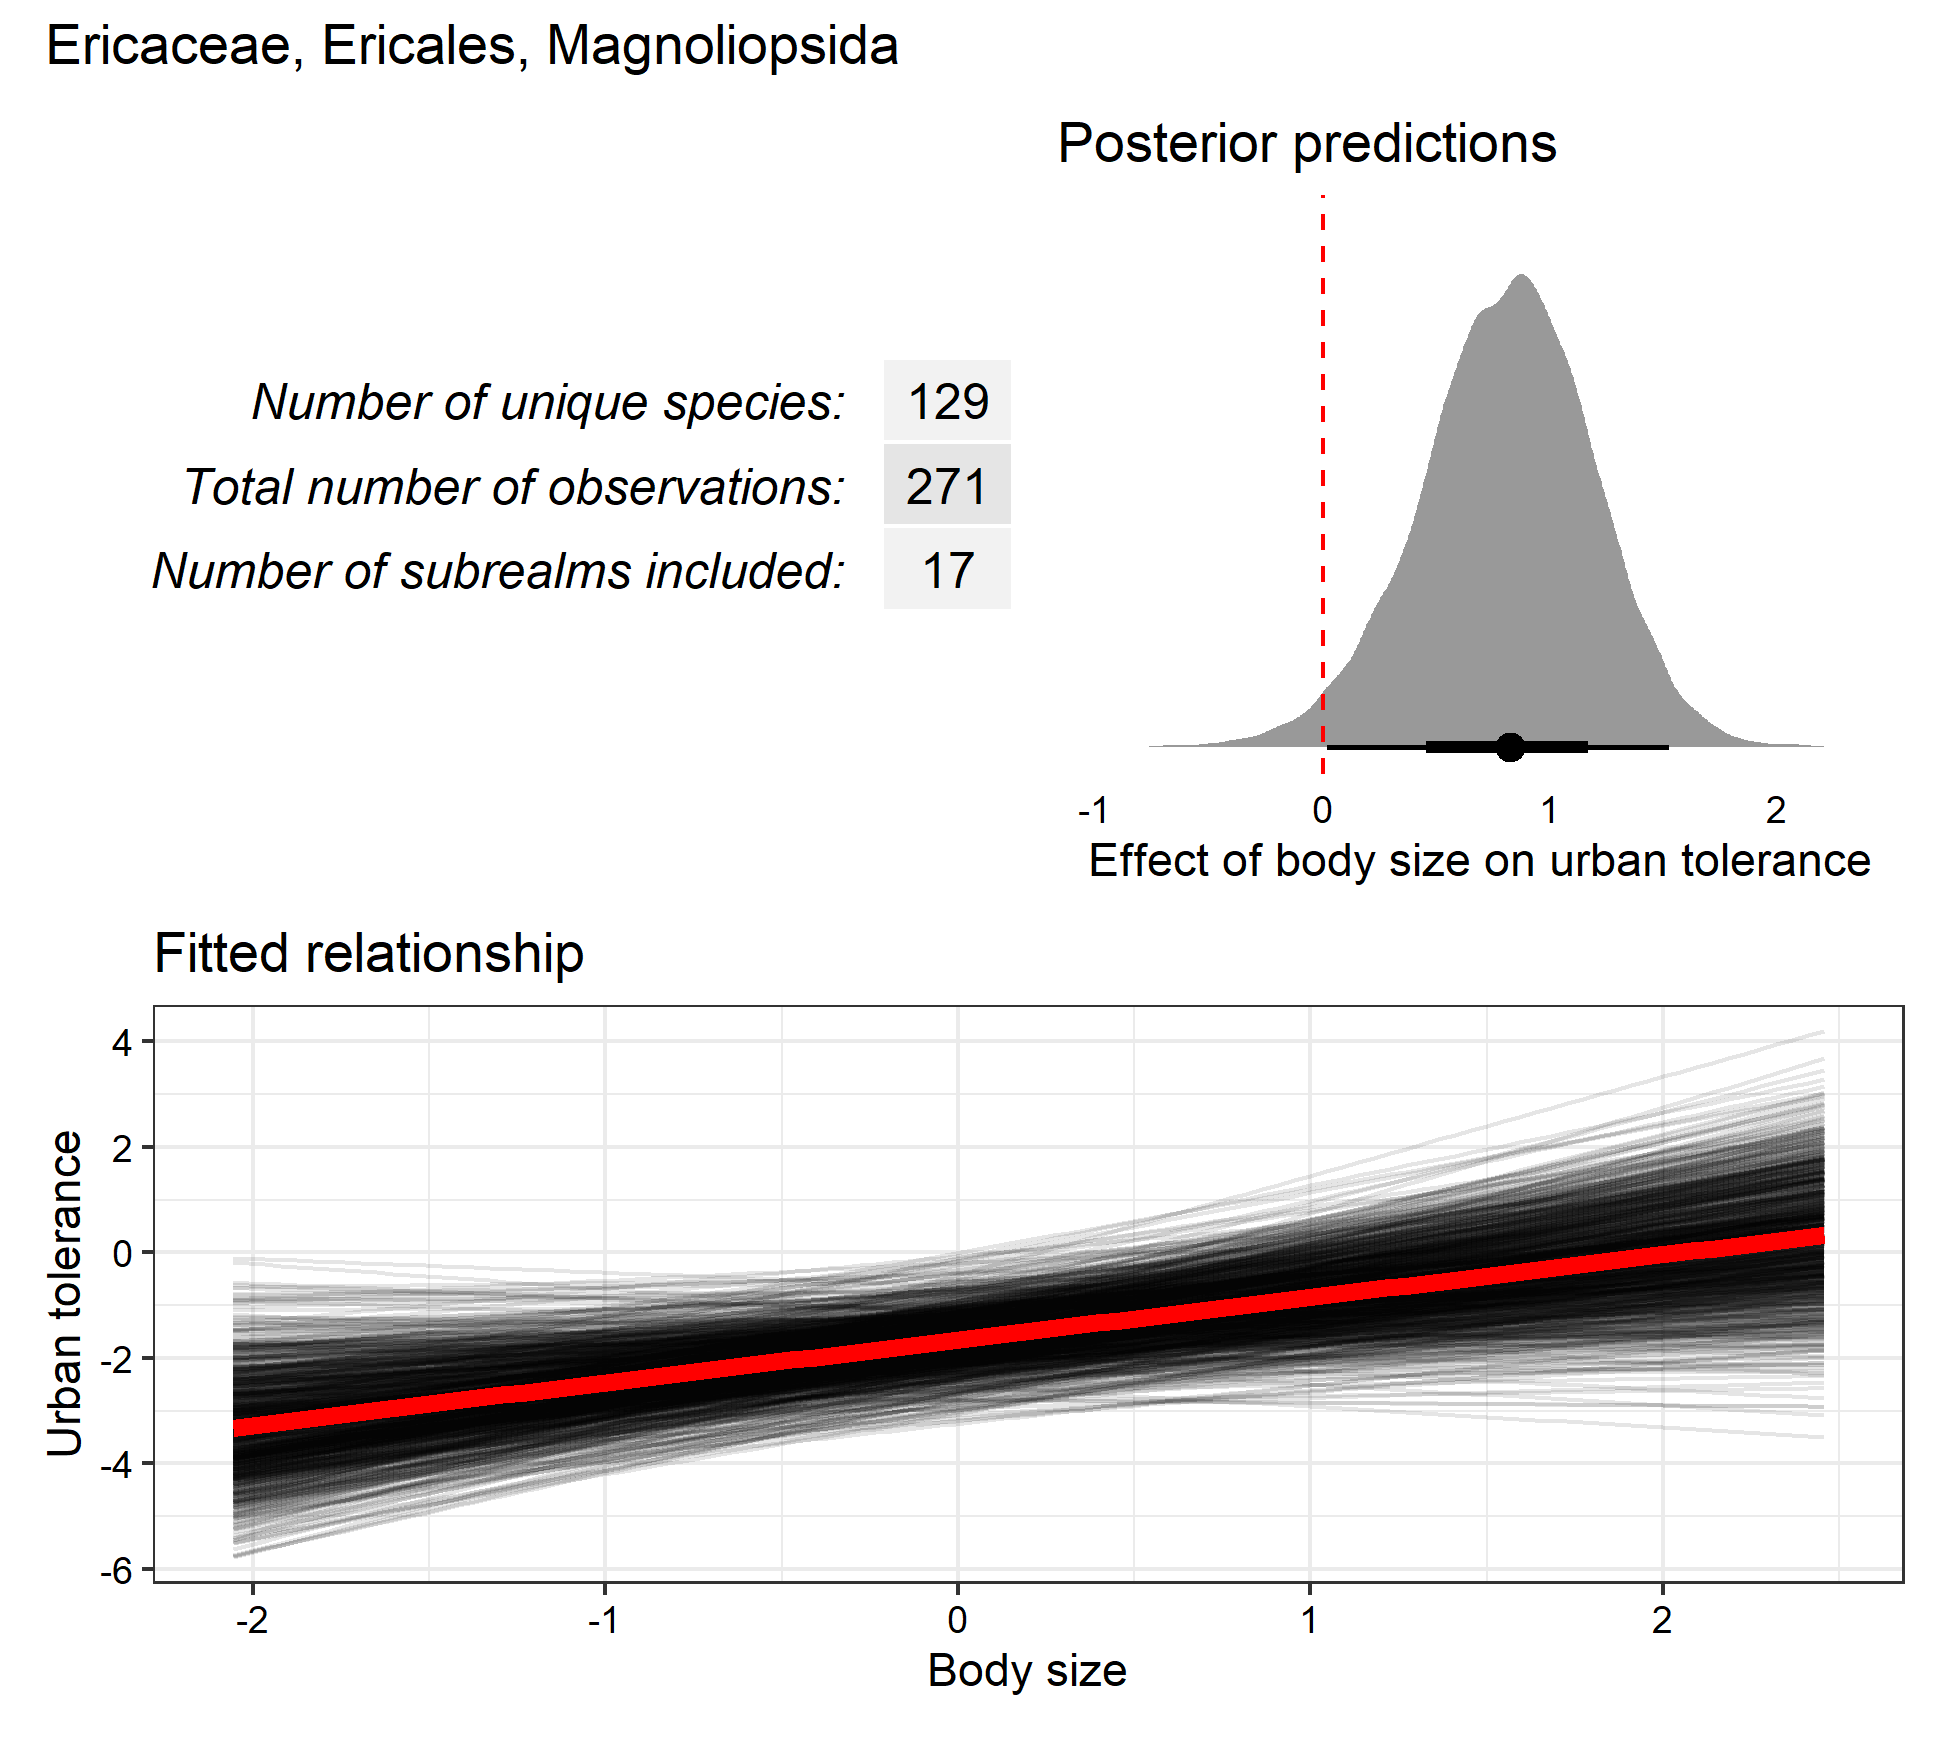 Ericaceae, Ericales, Magnoliopsida
Posterior predictions
Number of unique species: 129
Total number of observations: 271
Number of subrealms included: 17
-1 0 1 2
Effect of body size on urban tolerance
Fitted relationship
Urban tolerance
4
2
0
-2
-4
-6
-2 -1 0 1 2
Body size